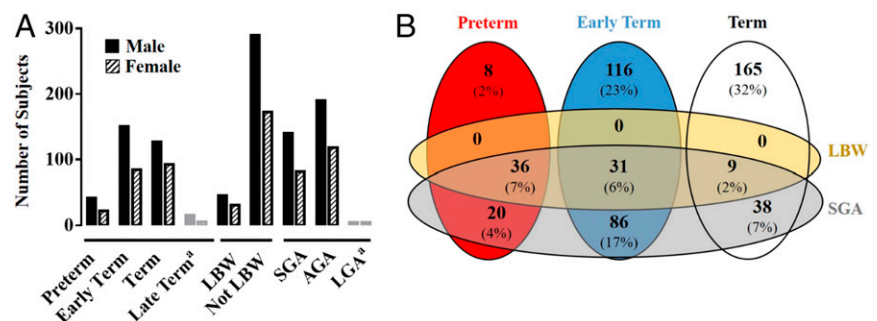 A
Number of Subjects
300
200
100
0
Male
Female
Preterm
Early Term
Term
Late Termᵃ
LBW
Not LBW
SGA
AGA
LGAᵃ
B
Preterm
Early Term
Term
8
(2%)
116
(23%)
165
(32%)
0
0
0
LBW
36
(7%)
31
(6%)
9
(2%)
20
(4%)
86
(17%)
38
(7%)
SGA